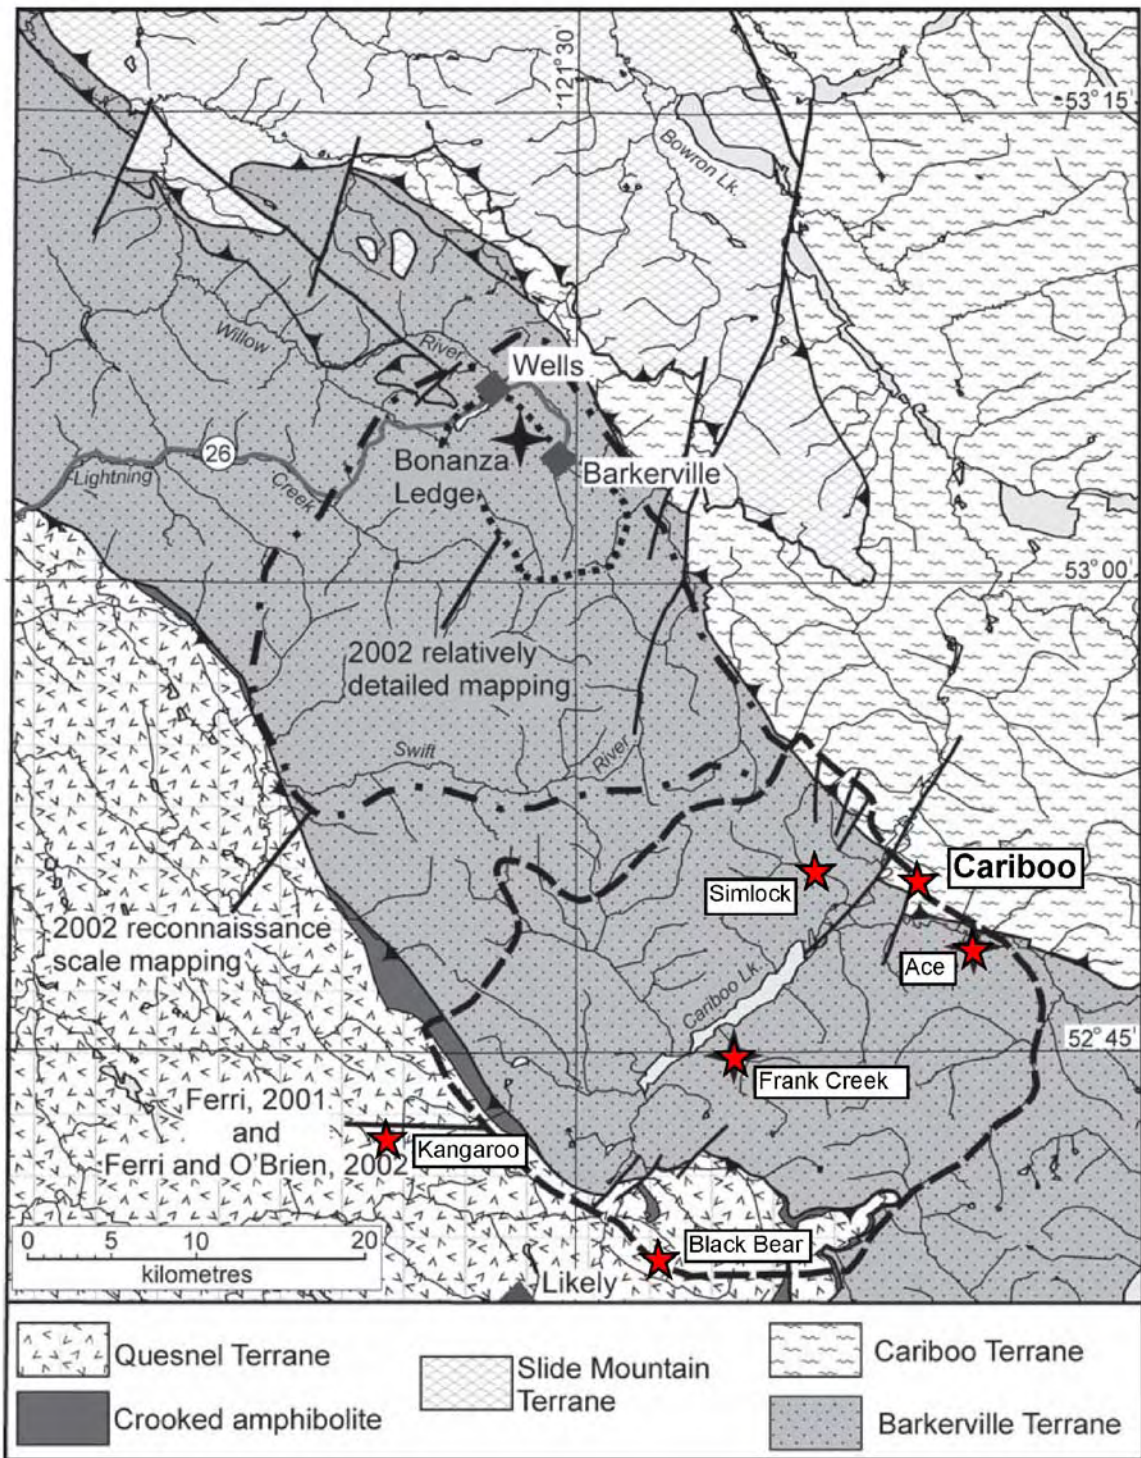 121° 30'
53° 15'
Bowron Lk.
Willow
River
Wells
26
Lightning
Creek
Bonanza
Ledge
Barkerville
53° 00'
2002 relatively
detailed mapping
Swift
River
Simlock
Cariboo
2002 reconnaissance
scale mapping
Ace
Cariboo Lk.
52° 45'
Frank Creek
Ferri, 2001
and
Ferri and O'Brien, 2002
Kangaroo
Black Bear
Likely
0 5 10 20
kilometres
Quesnel Terrane
Crooked amphibolite
Slide Mountain
Terrane
Cariboo Terrane
Barkerville Terrane